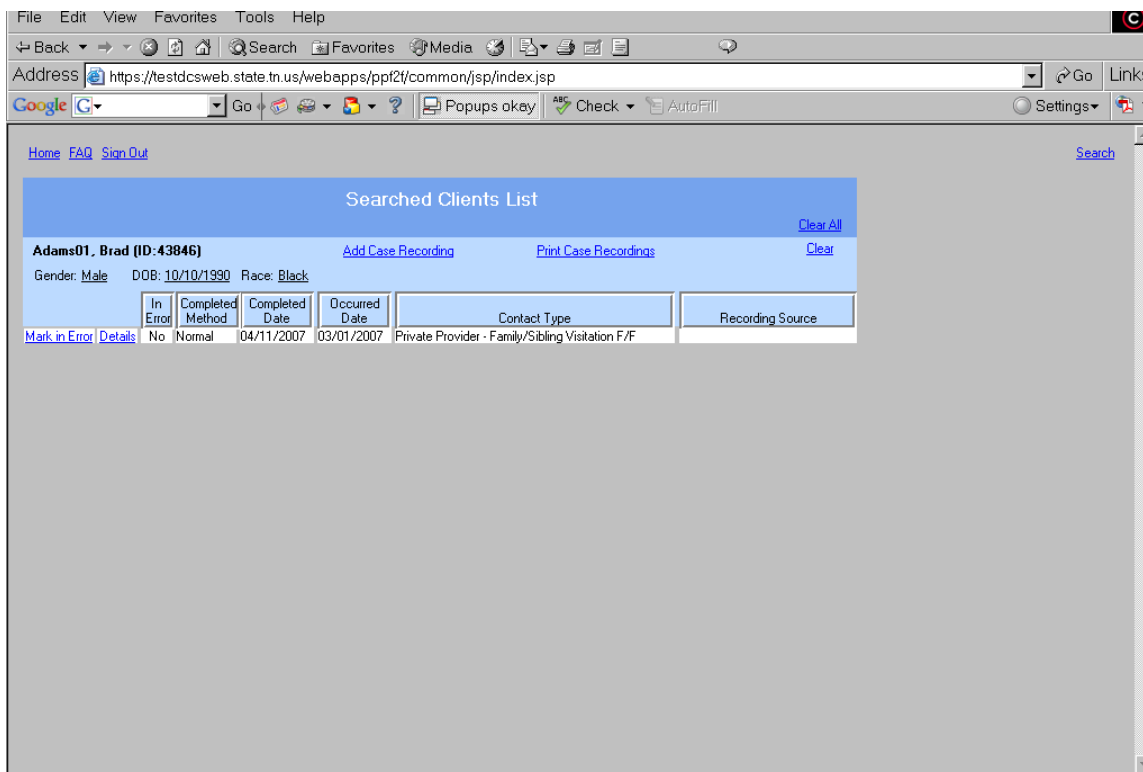 File Edit View Favorites Tools Help
Back Search Favorites Media
Address https://testdcsweb.state.tn.us/webapps/ppf2f/common/jsp/index.jsp Go Links
Google G Go Popups okay ABC Check AutoFill Settings
Home FAQ Sign Out Search
Searched Clients List
Clear All
Adams01, Brad (ID:43846) Add Case Recording Print Case Recordings Clear
Gender: Male DOB: 10/10/1990 Race: Black
In Error Completed Method Completed Date Occurred Date Contact Type Recording Source
Mark in Error Details No Normal 04/11/2007 03/01/2007 Private Provider - Family/Sibling Visitation F/F